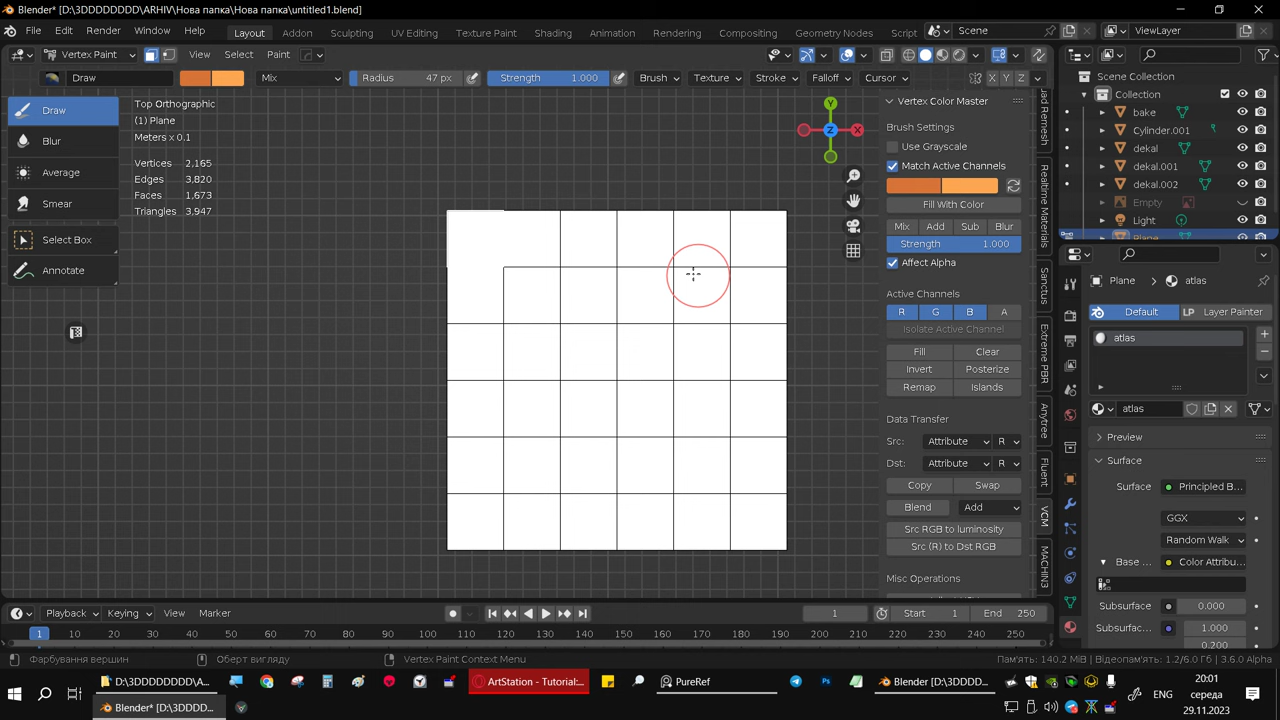 Blender* [D:\3DDDDDDDD\ARHIV\Нова папка\Нова папка\untitled1.blend]
File Edit Render Window Help Layout Adding Sculpting UV Editing Texture Paint Shading Animation Rendering Compositing Geometry Nodes Script Scene ViewLayer
Vertex Paint View Select Paint
Draw Mix Radius 47 px Strength 1.000 Brush Texture Stroke Falloff Cursor X Y Z
Draw
Blur
Average
Smear
Select Box
Annotate
Top Orthographic
(1) Plane
Meters x 0.1
Vertices 2,165
Edges 3,820
Faces 1,673
Triangles 3,947
Y
Z
X
Vertex Color Master
Brush Settings
Use Grayscale
Match Active Channels
Fill With Color
Mix Add Sub Blur
Strength 1.000
Affect Alpha
Active Channels
R G B A
Isolate Active Channel
Fill Clear
Invert Posterize
Remap Islands
Data Transfer
Src: Attribute R
Dst: Attribute R
Copy Swap
Blend Add
Src RGB to luminosity
Src (R) to Dst RGB
Misc Operations
Realtime Materials
Sanctus
Extreme PBR
Anytree
Fluent
VCM
MACHIN3
Scene Collection
Collection
bake
Cylinder.001
dekal
dekal.001
dekal.002
Empty
Light
Plane
Plane atlas
Default LP Layer Painter
atlas
atlas
Preview
Surface
Surface Principled B...
GGX
Random Walk
Base ... Color Attribu...
Subsurface 0.000
Subsurfac... 1.000
0.200
Playback Keying View Marker 1 Start 1 End 250
1 10 20 30 40 50 60 70 80 90 100 110 120 130 140 150 160 170 180 190 200 210 220 230 240 250
Фарбування вершин Оберт вигляду Vertex Paint Context Menu Пам'ять: 140.2 MiB | Відеопам'ять: 1.2/6.0 Гб | 3.6.0 Alpha
D:\3DDDDDDDD\A... ArtStation - Tutorial:... PureRef Blender [D:\3DDDD...
Blender* [D:\3DDD...
ENG
20:01
середа
29.11.2023